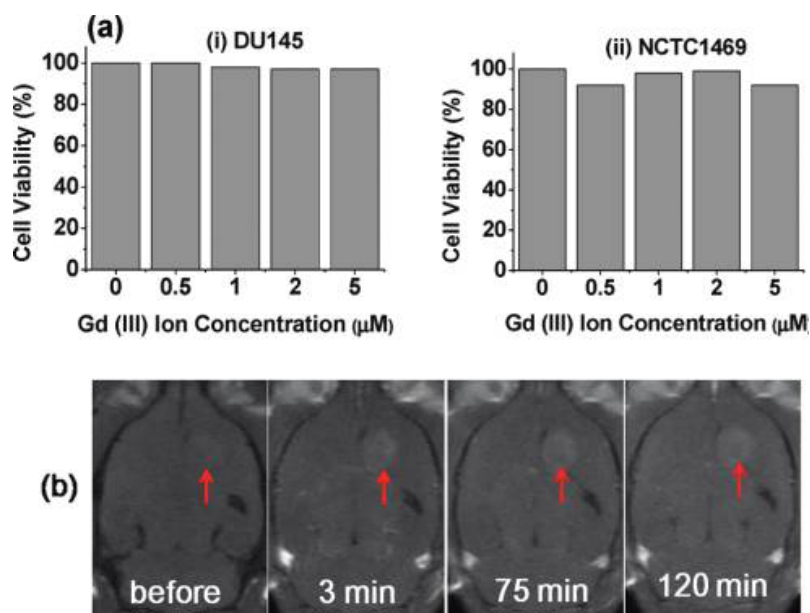 (a)
(i) DU145
Cell Viability (%)
100
80
60
40
20
0
0 0.5 1 2 5
Gd (III) Ion Concentration (μM)
(ii) NCTC1469
Cell Viability (%)
100
80
60
40
20
0
0 0.5 1 2 5
Gd (III) Ion Concentration (μM)
(b)
before 3 min 75 min 120 min